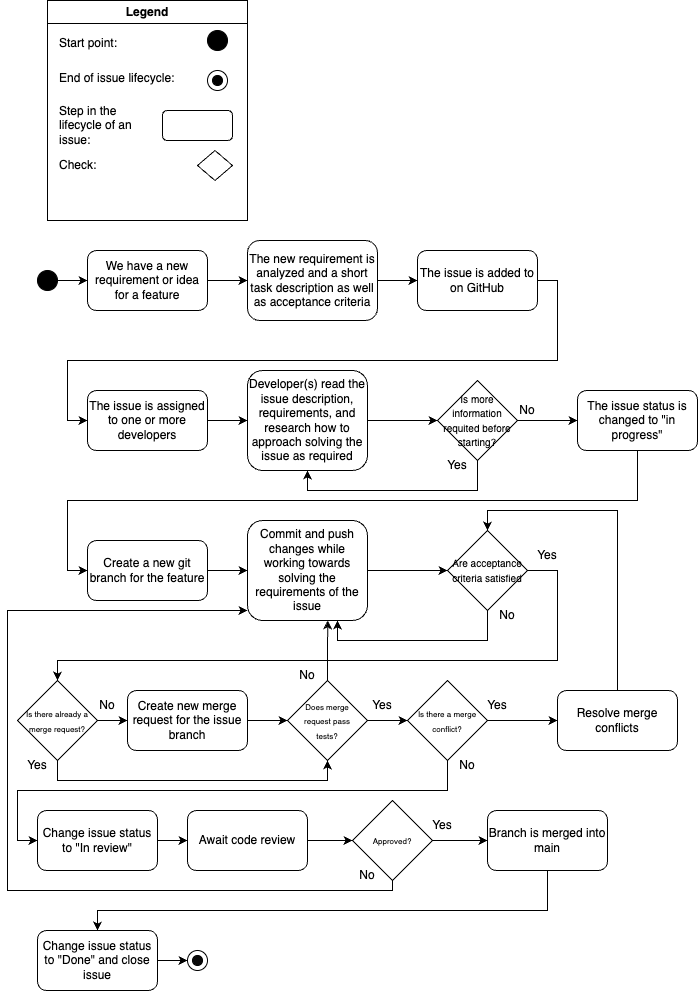 Legend
Start point:
End of issue lifecycle:
Step in the
lifecycle of an
issue:
Check:
We have a new
requirement or idea
for a feature
The new requirement is
analyzed and a short
task description as well
as acceptance criteria
The issue is added to
on GitHub
The issue is assigned
to one or more
developers
Developer(s) read the
issue description,
requirements, and
research how to
approach solving the
issue as required
Is more
information
requited before
starting?
No
Yes
The issue status is
changed to "in
progress"
Create a new git
branch for the feature
Commit and push
changes while
working towards
solving the
requirements of the
issue
Are acceptance
criteria satisfied
Yes
No
Is there already a
merge request?
No
Yes
Create new merge
request for the issue
branch
No
Does merge
request pass
tests?
Yes
Is there a merge
conflict?
Yes
No
Resolve merge
conflicts
Change issue status
to "In review"
Await code review
Approved?
Yes
No
Branch is merged into
main
Change issue status
to "Done" and close
issue